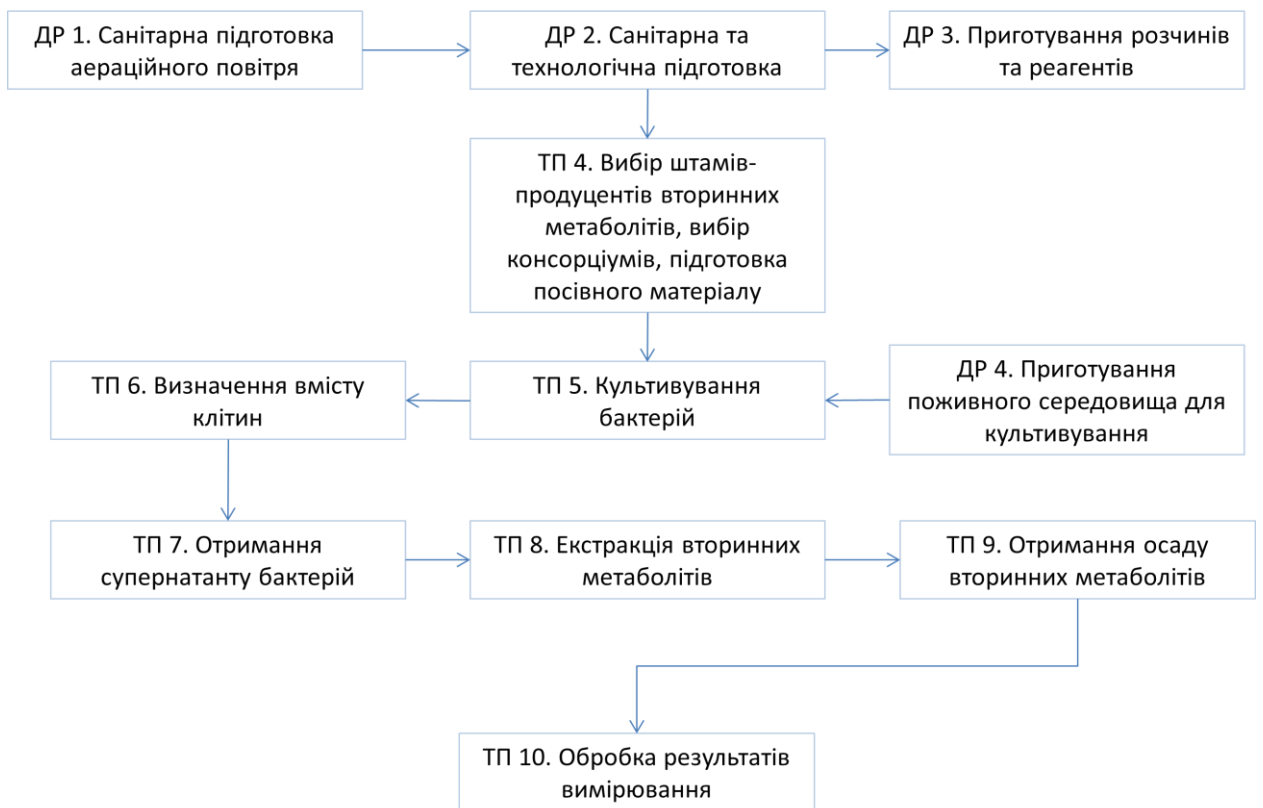 ДР 1. Санітарна підготовка
аераційного повітря
ДР 2. Санітарна та
технологічна підготовка
ДР 3. Приготування розчинів
та реагентів
ТП 4. Вибір штамів-
продуцентів вторинних
метаболітів, вибір
консорціумів, підготовка
посівного матеріалу
ТП 6. Визначення вмісту
клітин
ТП 5. Культивування
бактерій
ДР 4. Приготування
поживного середовища для
культивування
ТП 7. Отримання
супернатанту бактерій
ТП 8. Екстракція вторинних
метаболітів
ТП 9. Отримання осаду
вторинних метаболітів
ТП 10. Обробка результатів
вимірювання